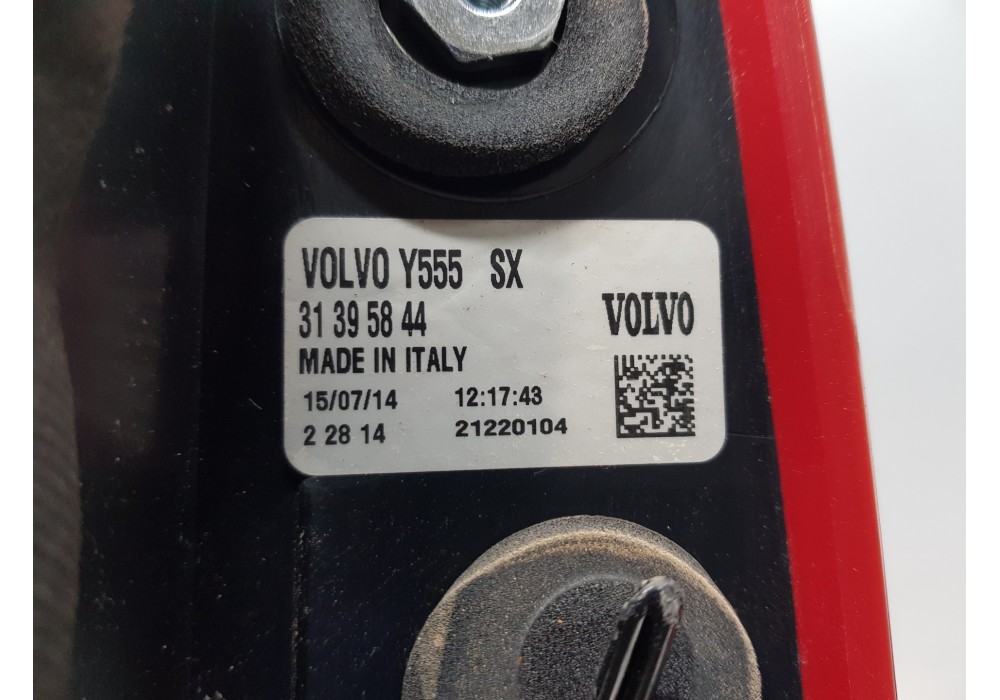 VOLVO Y555 SX
31 39 58 44
VOLVO
MADE IN ITALY
15/07/14 12:17:43
2 28 14 21220104